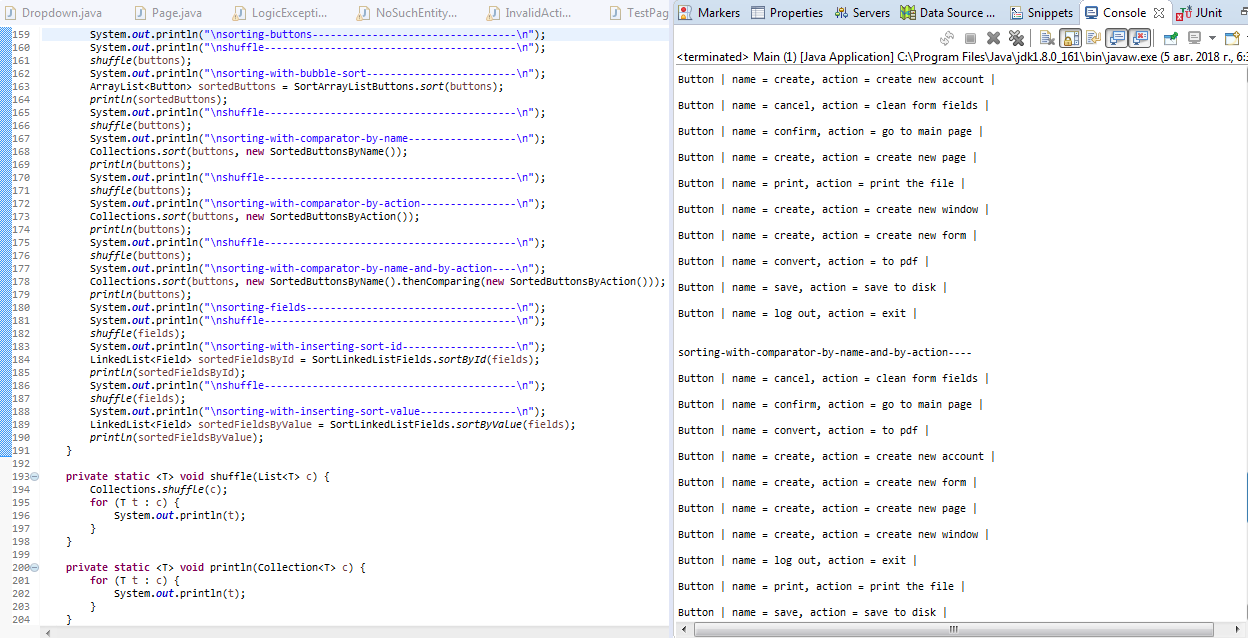 Dropdown.java
Page.java
LogicExcepti...
NoSuchEntity...
InvalidActi...
TestPag
159 System.out.println("\nsorting-buttons----------------------------------\n");
160 System.out.println("\nshuffle------------------------------------------\n");
161 shuffle(buttons);
162 System.out.println("\nsorting-with-bubble-sort-------------------------\n");
163 ArrayList<Button> sortedButtons = SortArrayListButtons.sort(buttons);
164 println(sortedButtons);
165 System.out.println("\nshuffle------------------------------------------\n");
166 shuffle(buttons);
167 System.out.println("\nsorting-with-comparator-by-name------------------\n");
168 Collections.sort(buttons, new SortedButtonsByName());
169 println(buttons);
170 System.out.println("\nshuffle------------------------------------------\n");
171 shuffle(buttons);
172 System.out.println("\nsorting-with-comparator-by-action----------------\n");
173 Collections.sort(buttons, new SortedButtonsByAction());
174 println(buttons);
175 System.out.println("\nshuffle------------------------------------------\n");
176 shuffle(buttons);
177 System.out.println("\nsorting-with-comparator-by-name-and-by-action----\n");
178 Collections.sort(buttons, new SortedButtonsByName().thenComparing(new SortedButtonsByAction()));
179 println(buttons);
180 System.out.println("\nsorting-fields-----------------------------------\n");
181 System.out.println("\nshuffle------------------------------------------\n");
182 shuffle(fields);
183 System.out.println("\nsorting-with-inserting-sort-id-------------------\n");
184 LinkedList<Field> sortedFieldsById = SortLinkedListFields.sortById(fields);
185 println(sortedFieldsById);
186 System.out.println("\nshuffle------------------------------------------\n");
187 shuffle(fields);
188 System.out.println("\nsorting-with-inserting-sort-value----------------\n");
189 LinkedList<Field> sortedFieldsByValue = SortLinkedListFields.sortByValue(fields);
190 println(sortedFieldsByValue);
191 }
192
193 private static <T> void shuffle(List<T> c) {
194 Collections.shuffle(c);
195 for (T t : c) {
196 System.out.println(t);
197 }
198 }
199
200 private static <T> void println(Collection<T> c) {
201 for (T t : c) {
202 System.out.println(t);
203 }
204 }
Markers
Properties
Servers
Data Source ...
Snippets
Console
JUnit
<terminated> Main (1) [Java Application] C:\Program Files\Java\jdk1.8.0_161\bin\javaw.exe (5 авг. 2018 г., 6:3
Button | name = create, action = create new account |
Button | name = cancel, action = clean form fields |
Button | name = confirm, action = go to main page |
Button | name = create, action = create new page |
Button | name = print, action = print the file |
Button | name = create, action = create new window |
Button | name = create, action = create new form |
Button | name = convert, action = to pdf |
Button | name = save, action = save to disk |
Button | name = log out, action = exit |
sorting-with-comparator-by-name-and-by-action----
Button | name = cancel, action = clean form fields |
Button | name = confirm, action = go to main page |
Button | name = convert, action = to pdf |
Button | name = create, action = create new account |
Button | name = create, action = create new form |
Button | name = create, action = create new page |
Button | name = create, action = create new window |
Button | name = log out, action = exit |
Button | name = print, action = print the file |
Button | name = save, action = save to disk |